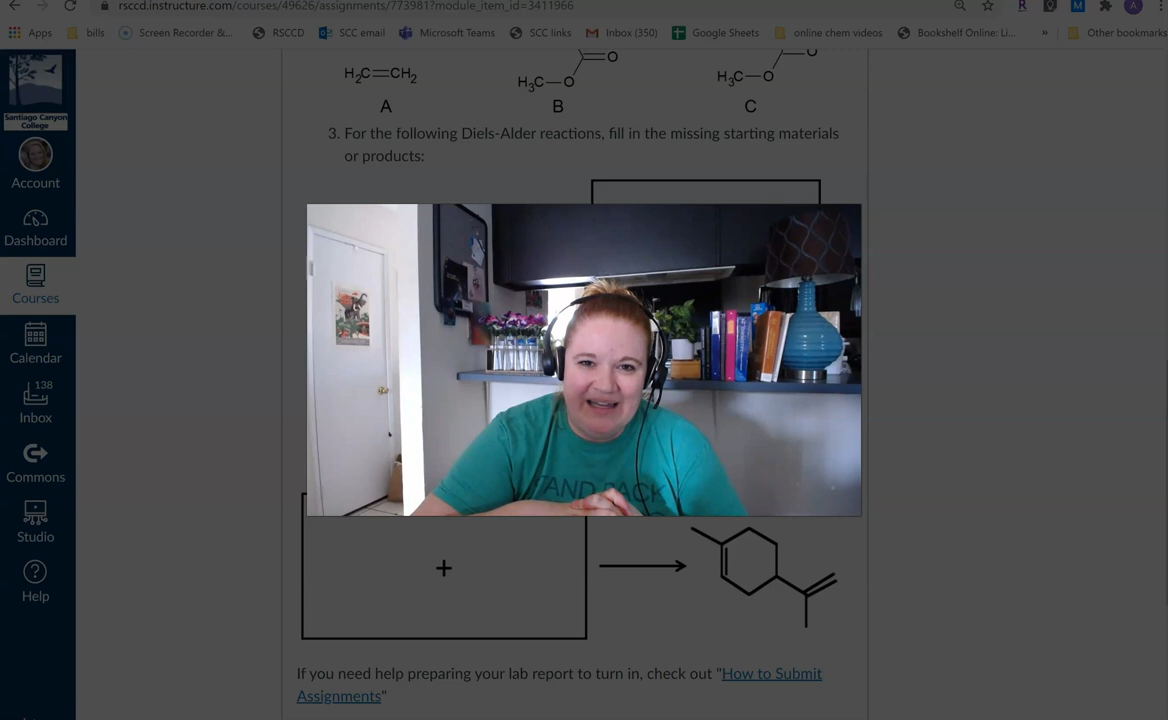 rsccd.instructure.com/courses/49626/assignments/773981?module_item_id=3411966
A
Apps bills Screen Recorder &... RSCCD SCC email Microsoft Teams SCC links Inbox (350) Google Sheets online chem videos Bookshelf Online: Li... » Other bookmarks
Santiago Canyon
College
Account
Dashboard
Courses
Calendar
138
Inbox
Commons
Studio
Help
H₂C=CH₂
H₃C—O
=O
H₃C—O
A B C
3. For the following Diels-Alder reactions, fill in the missing starting materials
or products:
TAND BACK
+
If you need help preparing your lab report to turn in, check out "How to Submit
Assignments"